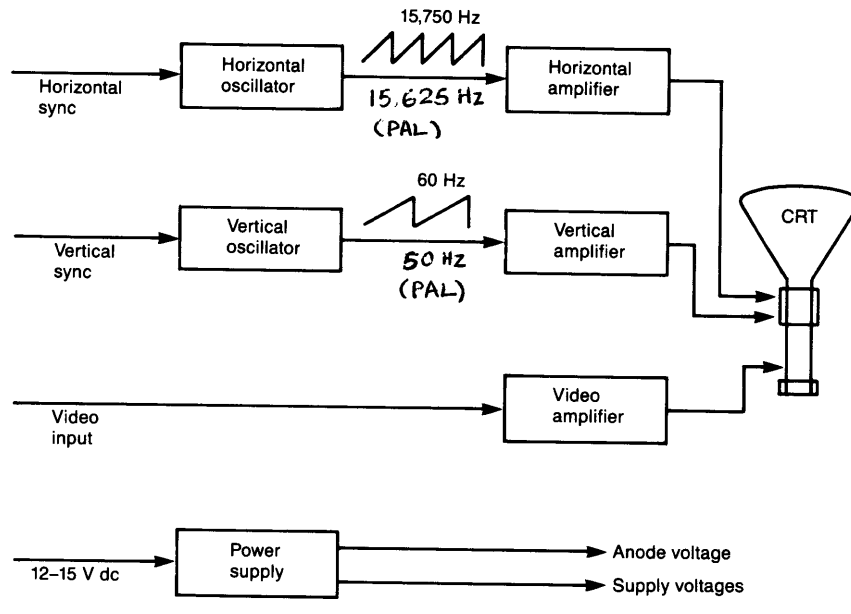 15,750 Hz
Horizontal
sync
Horizontal
oscillator
15,625 Hz
(PAL)
Horizontal
amplifier
60 Hz
Vertical
sync
Vertical
oscillator
50 Hz
(PAL)
Vertical
amplifier
CRT
Video
input
Video
amplifier
12–15 V dc
Power
supply
Anode voltage
Supply voltages